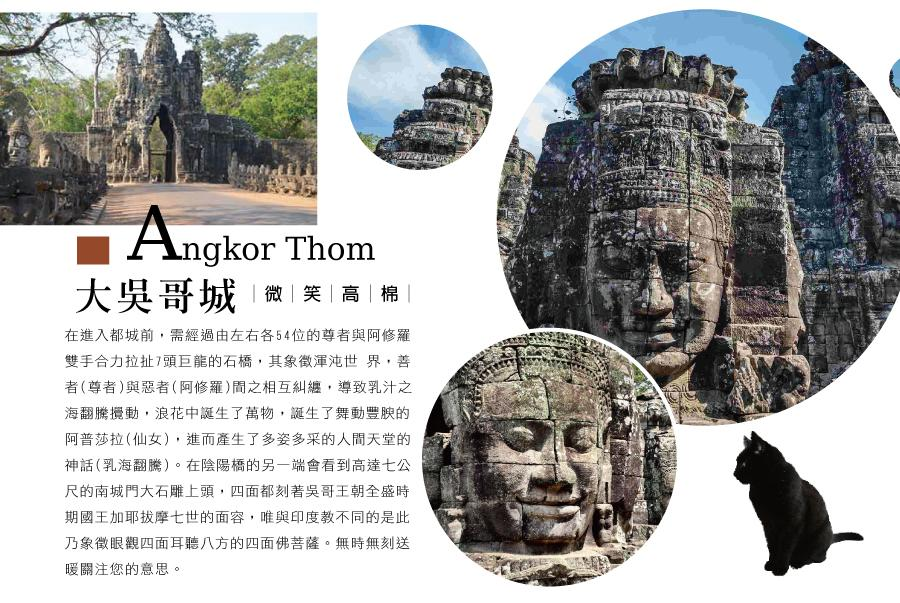 Angkor Thom
大吳哥城｜微｜笑｜高｜棉｜
在進入都城前，需經過由左右各54位的尊者與阿修羅
雙手合力拉扯7頭巨龍的石橋，其象徵渾沌世 界，善
者(尊者)與惡者(阿修羅)間之相互糾纏，導致乳汁之
海翻騰攪動，浪花中誕生了萬物，誕生了舞動豐腴的
阿普莎拉(仙女)，進而產生了多姿多采的人間天堂的
神話(乳海翻騰)。在陰陽橋的另一端會看到高達七公
尺的南城門大石雕上頭，四面都刻著吳哥王朝全盛時
期國王加耶拔摩七世的面容，唯與印度教不同的是此
乃象徵眼觀四面耳聽八方的四面佛菩薩。無時無刻送
暖關注您的意思。